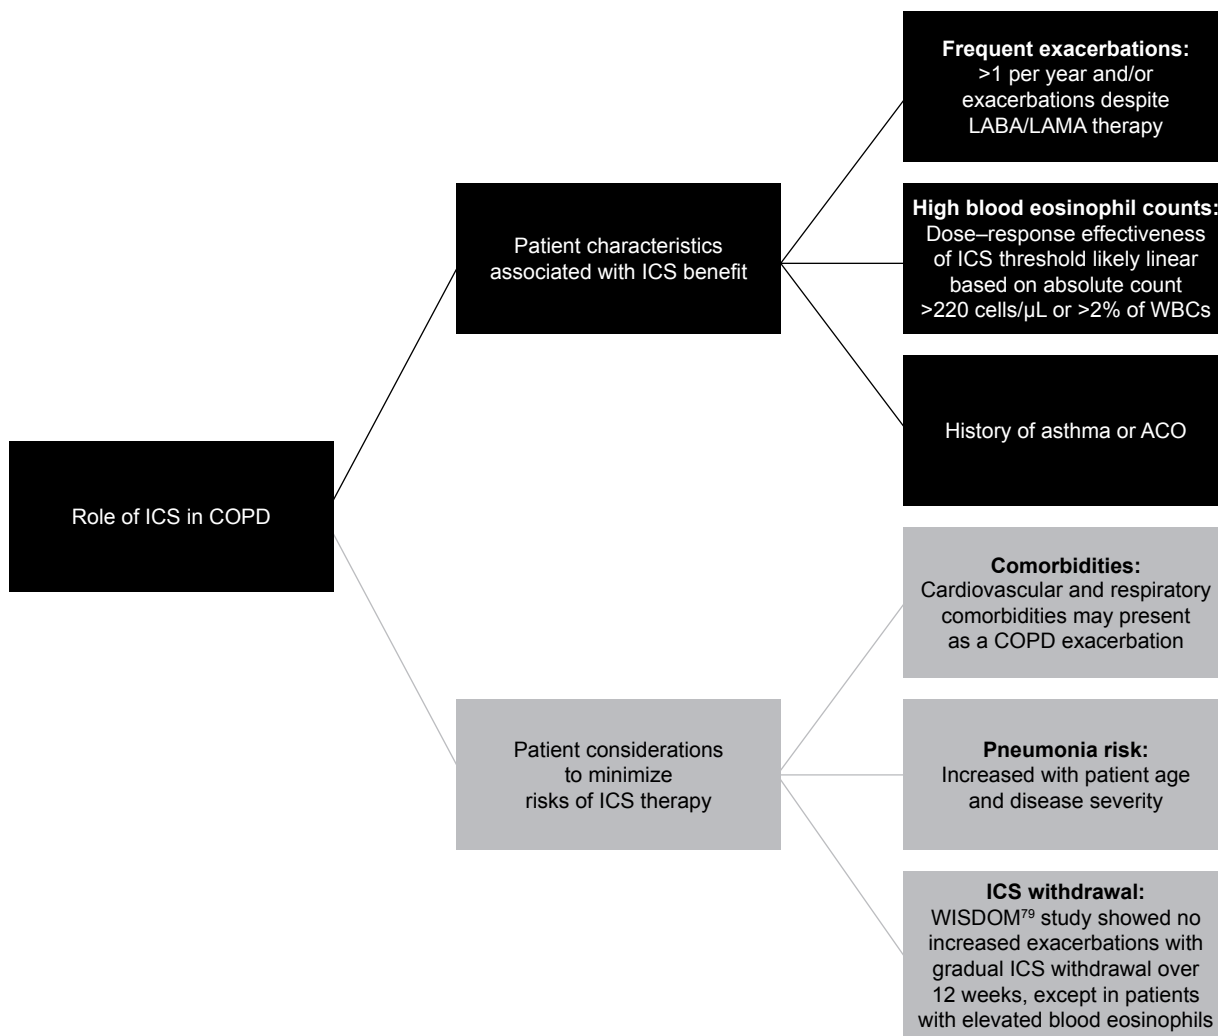 Role of ICS in COPD
Patient characteristics
associated with ICS benefit
Frequent exacerbations:
>1 per year and/or
exacerbations despite
LABA/LAMA therapy
High blood eosinophil counts:
Dose–response effectiveness
of ICS threshold likely linear
based on absolute count
>220 cells/μL or >2% of WBCs
History of asthma or ACO
Patient considerations
to minimize
risks of ICS therapy
Comorbidities:
Cardiovascular and respiratory
comorbidities may present
as a COPD exacerbation
Pneumonia risk:
Increased with patient age
and disease severity
ICS withdrawal:
WISDOM⁷⁹ study showed no
increased exacerbations with
gradual ICS withdrawal over
12 weeks, except in patients
with elevated blood eosinophils